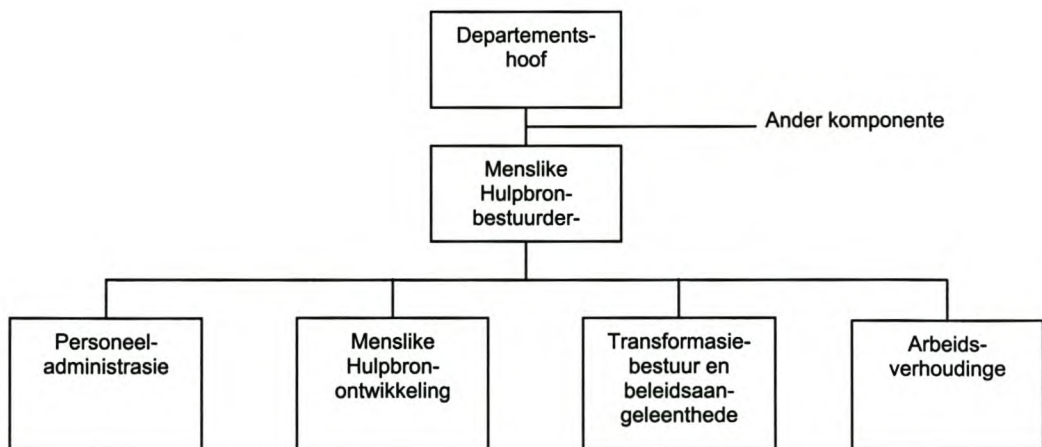 Departements-
hoof
Ander komponente
Menslike
Hulpbron-
bestuurder-
Personeel-
administrasie
Menslike
Hulpbron-
ontwikkeling
Transformasie-
bestuur en
beleidsaan-
geleenthede
Arbeids-
verhoudinge